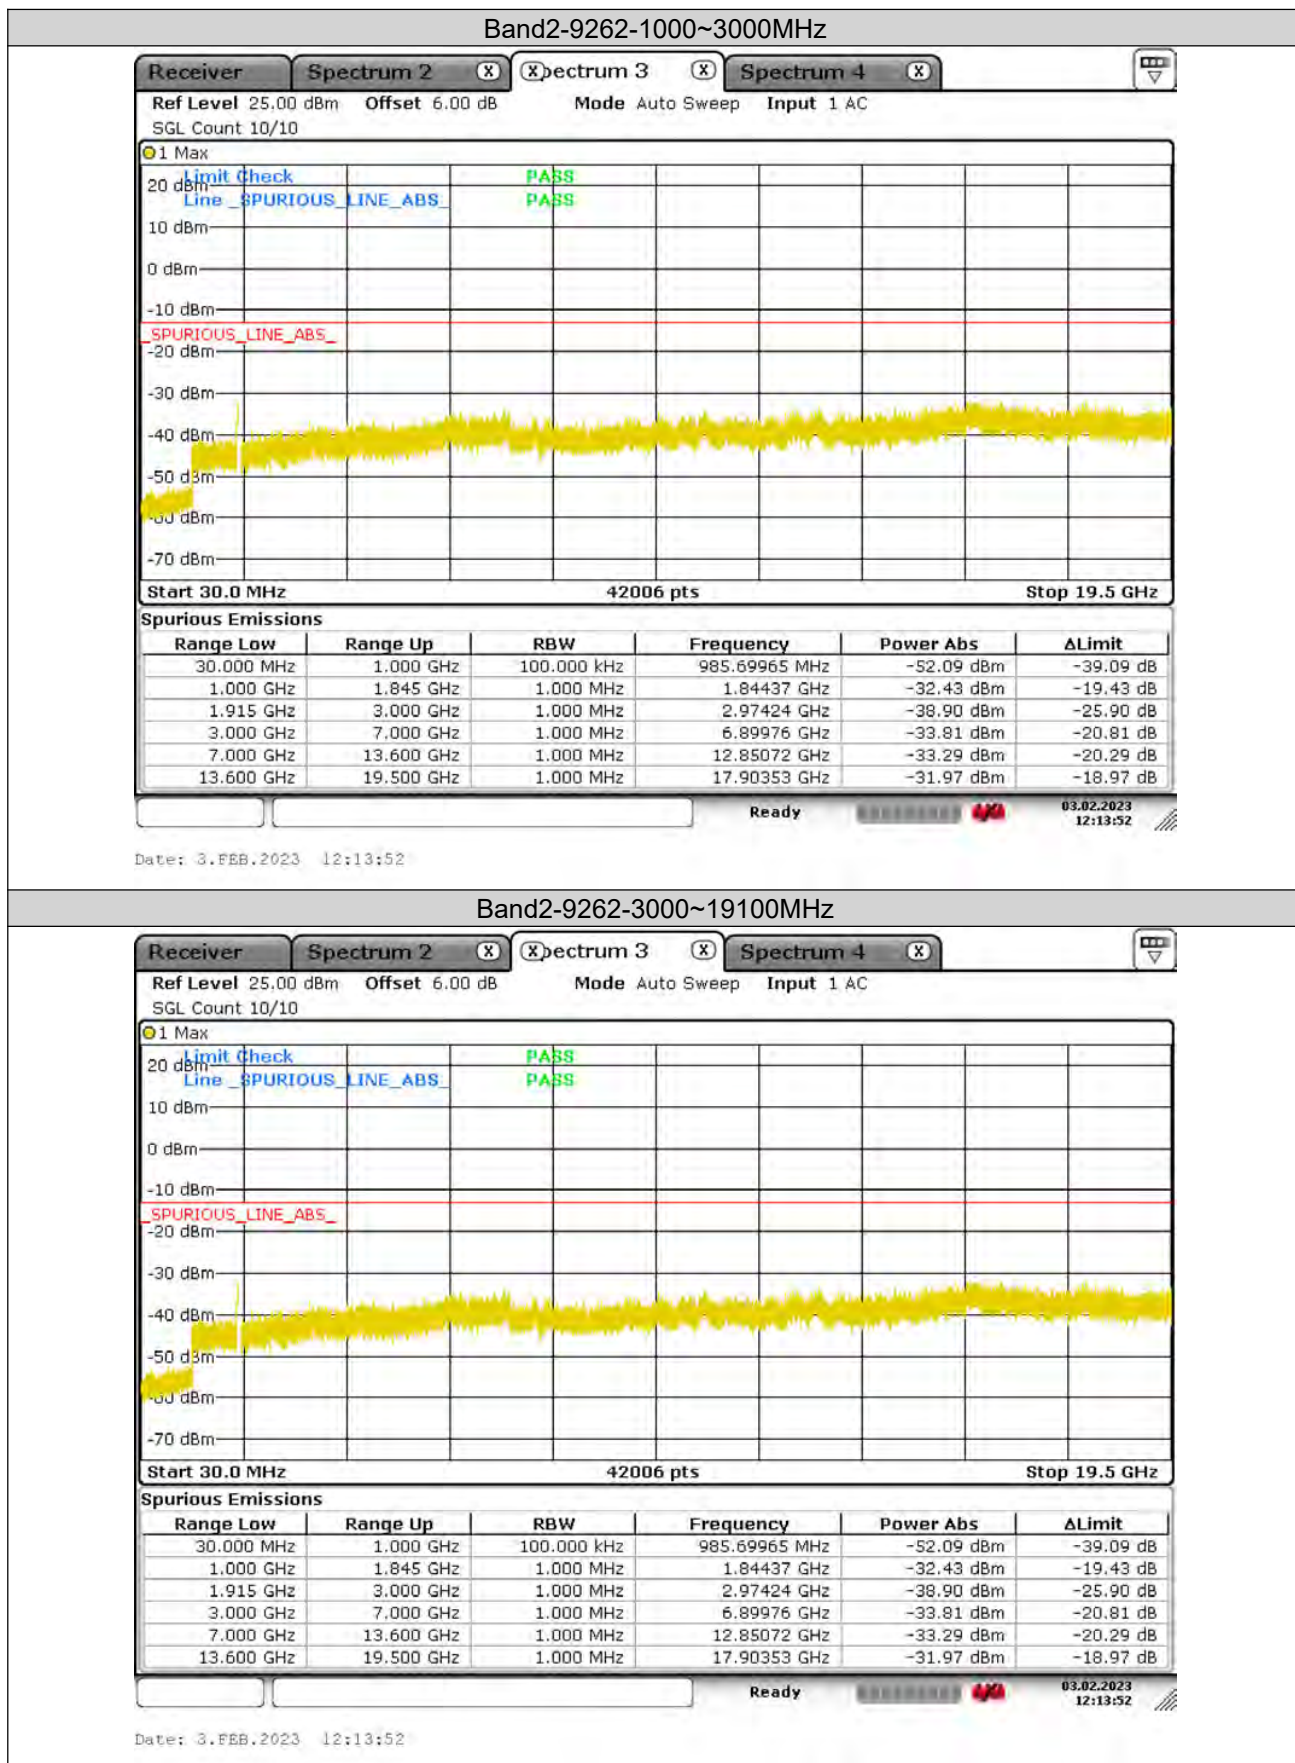 Band2-9262-1000~3000MHz
Receiver Spectrum 2 X X pectrum 3 X Spectrum 4 X
Ref Level 25.00 dBm Offset 6.00 dB Mode Auto Sweep Input 1 AC
SGL Count 10/10
1 Max
Limit Check PASS
20 dBm
Line _SPURIOUS_LINE_ABS_ PASS
10 dBm
0 dBm
-10 dBm
_SPURIOUS_LINE_ABS_
-20 dBm
-30 dBm
-40 dBm
-50 dBm
-60 dBm
-70 dBm
Start 30.0 MHz 42006 pts Stop 19.5 GHz
Spurious Emissions
Range Low Range Up RBW Frequency Power Abs ΔLimit
30.000 MHz 1.000 GHz 100.000 kHz 985.69965 MHz -52.09 dBm -39.09 dB
1.000 GHz 1.845 GHz 1.000 MHz 1.84437 GHz -32.43 dBm -19.43 dB
1.915 GHz 3.000 GHz 1.000 MHz 2.97424 GHz -38.90 dBm -25.90 dB
3.000 GHz 7.000 GHz 1.000 MHz 6.89976 GHz -33.81 dBm -20.81 dB
7.000 GHz 13.600 GHz 1.000 MHz 12.85072 GHz -33.29 dBm -20.29 dB
13.600 GHz 19.500 GHz 1.000 MHz 17.90353 GHz -31.97 dBm -18.97 dB
Ready 03.02.2023
12:13:52
Date: 3.FEB.2023 12:13:52
Band2-9262-3000~19100MHz
Receiver Spectrum 2 X X pectrum 3 X Spectrum 4 X
Ref Level 25.00 dBm Offset 6.00 dB Mode Auto Sweep Input 1 AC
SGL Count 10/10
1 Max
Limit Check PASS
20 dBm
Line _SPURIOUS_LINE_ABS_ PASS
10 dBm
0 dBm
-10 dBm
_SPURIOUS_LINE_ABS_
-20 dBm
-30 dBm
-40 dBm
-50 dBm
-60 dBm
-70 dBm
Start 30.0 MHz 42006 pts Stop 19.5 GHz
Spurious Emissions
Range Low Range Up RBW Frequency Power Abs ΔLimit
30.000 MHz 1.000 GHz 100.000 kHz 985.69965 MHz -52.09 dBm -39.09 dB
1.000 GHz 1.845 GHz 1.000 MHz 1.84437 GHz -32.43 dBm -19.43 dB
1.915 GHz 3.000 GHz 1.000 MHz 2.97424 GHz -38.90 dBm -25.90 dB
3.000 GHz 7.000 GHz 1.000 MHz 6.89976 GHz -33.81 dBm -20.81 dB
7.000 GHz 13.600 GHz 1.000 MHz 12.85072 GHz -33.29 dBm -20.29 dB
13.600 GHz 19.500 GHz 1.000 MHz 17.90353 GHz -31.97 dBm -18.97 dB
Ready 03.02.2023
12:13:52
Date: 3.FEB.2023 12:13:52